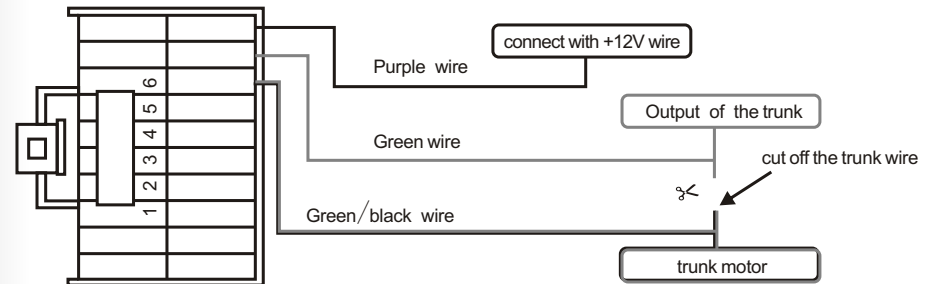 connect with +12V wire
Purple wire
Output of the trunk
Green wire
cut off the trunk wire
Green/black wire
trunk motor
6
5
4
3
2
1